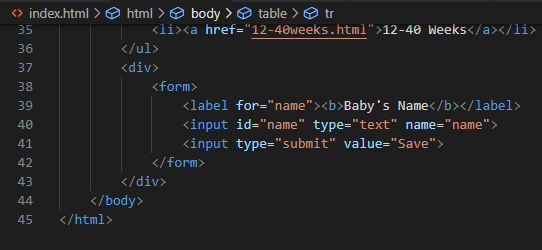 index.html > html > body > table > tr
35 <li><a href="12-40weeks.html">12-40 Weeks</a></li>
36 </ul>
37 <div>
38 <form>
39 <label for="name"><b>Baby's Name</b></label>
40 <input id="name" type="text" name="name">
41 <input type="submit" value="Save">
42 </form>
43 </div>
44 </body>
45 </html>